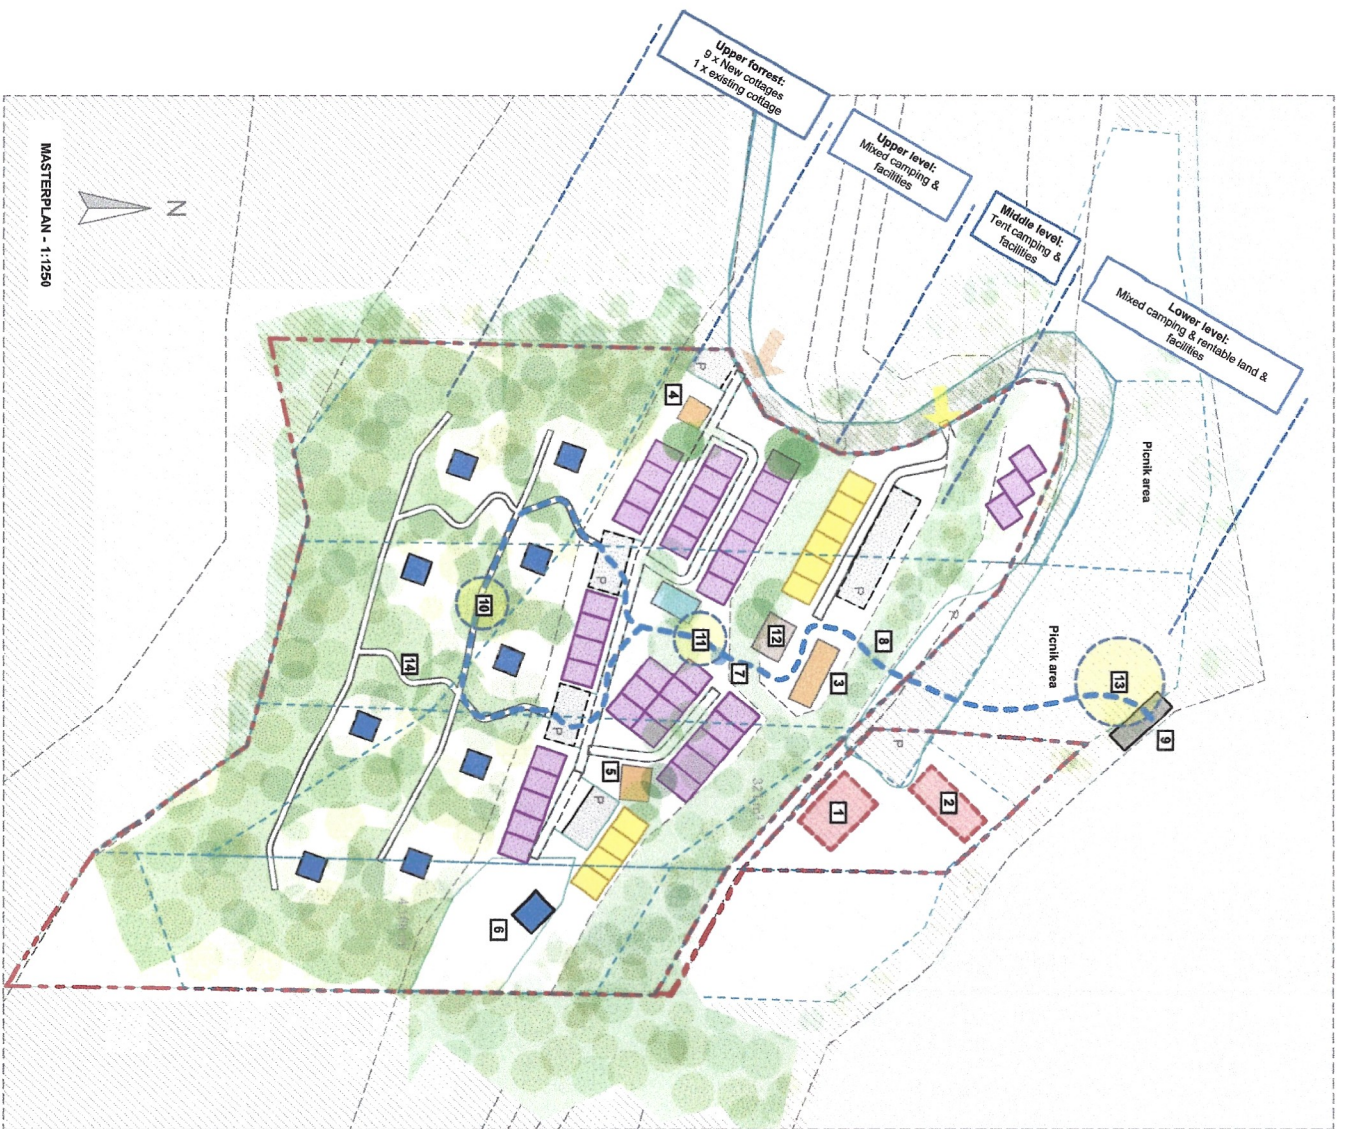 Upper forrest:
9 x New cottages
1 x existing cottage
Upper level:
Mixed camping &
facilities
Middle level:
Tent camping &
facilities
Lower level:
Mixed camping & rentable land &
facilities
MASTERPLAN - 1:1250
N
Picnik area
Picnik area
P
P
P
P
P
P
P
1
2
3
4
5
6
7
8
9
10
11
12
13
14